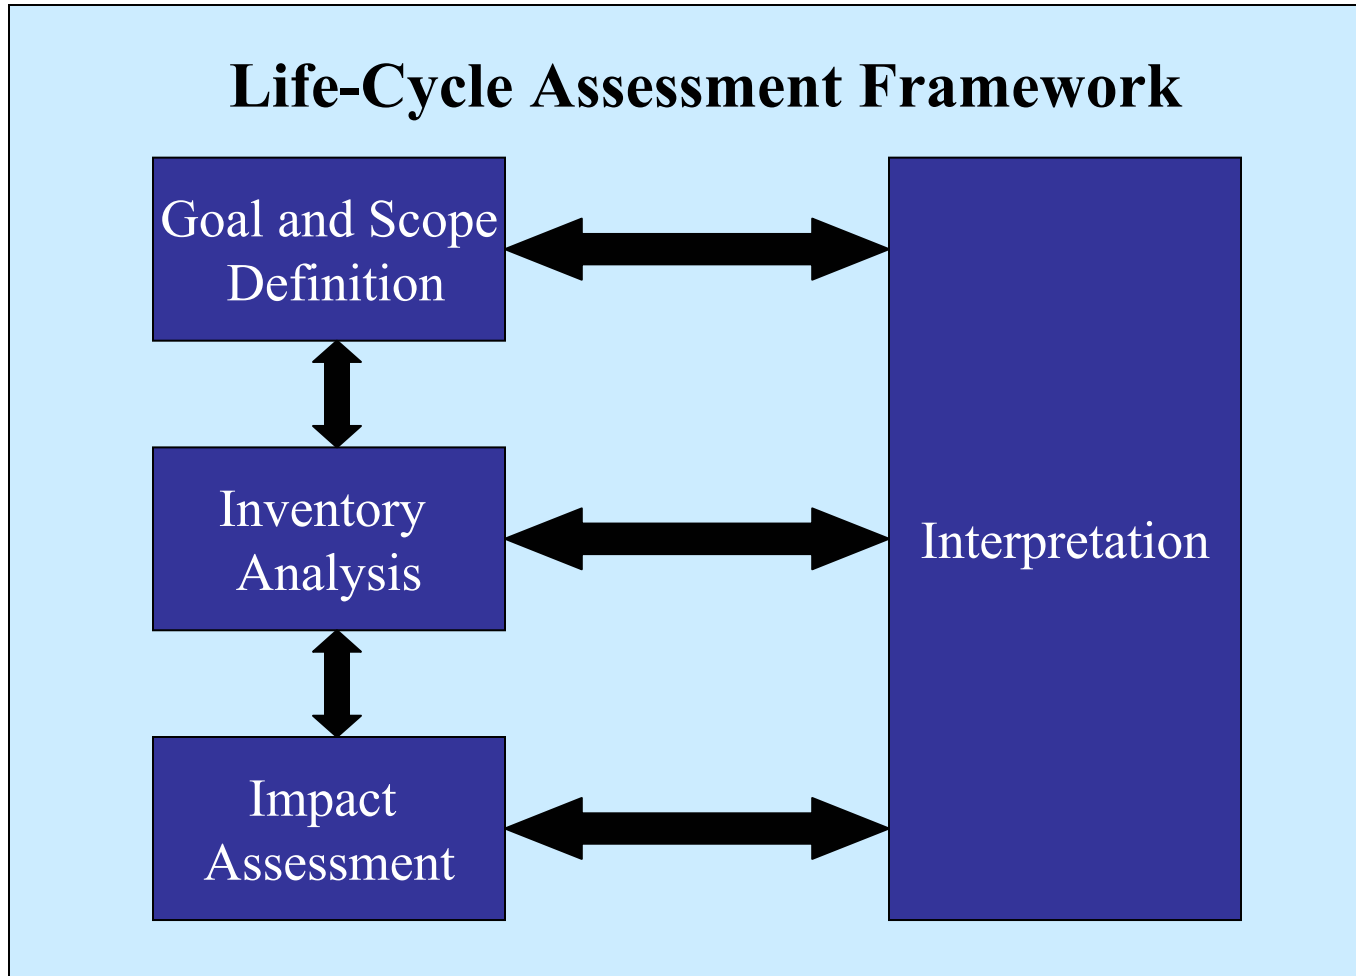 Life-Cycle Assessment Framework
Goal and Scope
Definition
Inventory
Analysis
Impact
Assessment
Interpretation